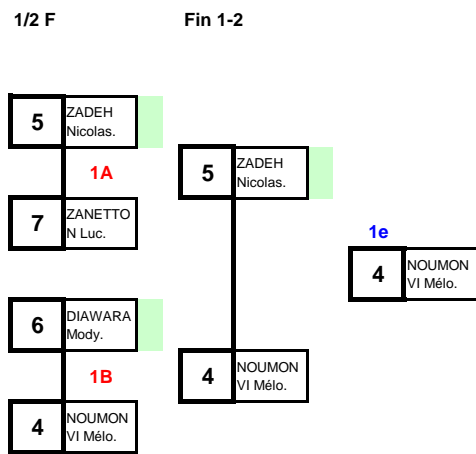 1/2 F
Fin 1-2
5
ZADEH
Nicolas.
1A
7
ZANETTO
N Luc.
6
DIAWARA
Mody.
1B
4
NOUMON
VI Mélo.
5
ZADEH
Nicolas.
4
NOUMON
VI Mélo.
1e
4
NOUMON
VI Mélo.